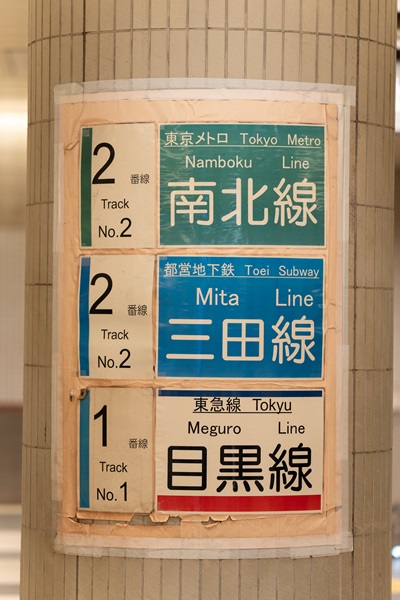 2 番線
Track
No.2
東京メトロ Tokyo Metro
Namboku Line
南北線
2 番線
Track
No.2
都営地下鉄 Toei Subway
Mita Line
三田線
1 番線
Track
No.1
東急線 Tokyu
Meguro Line
目黒線